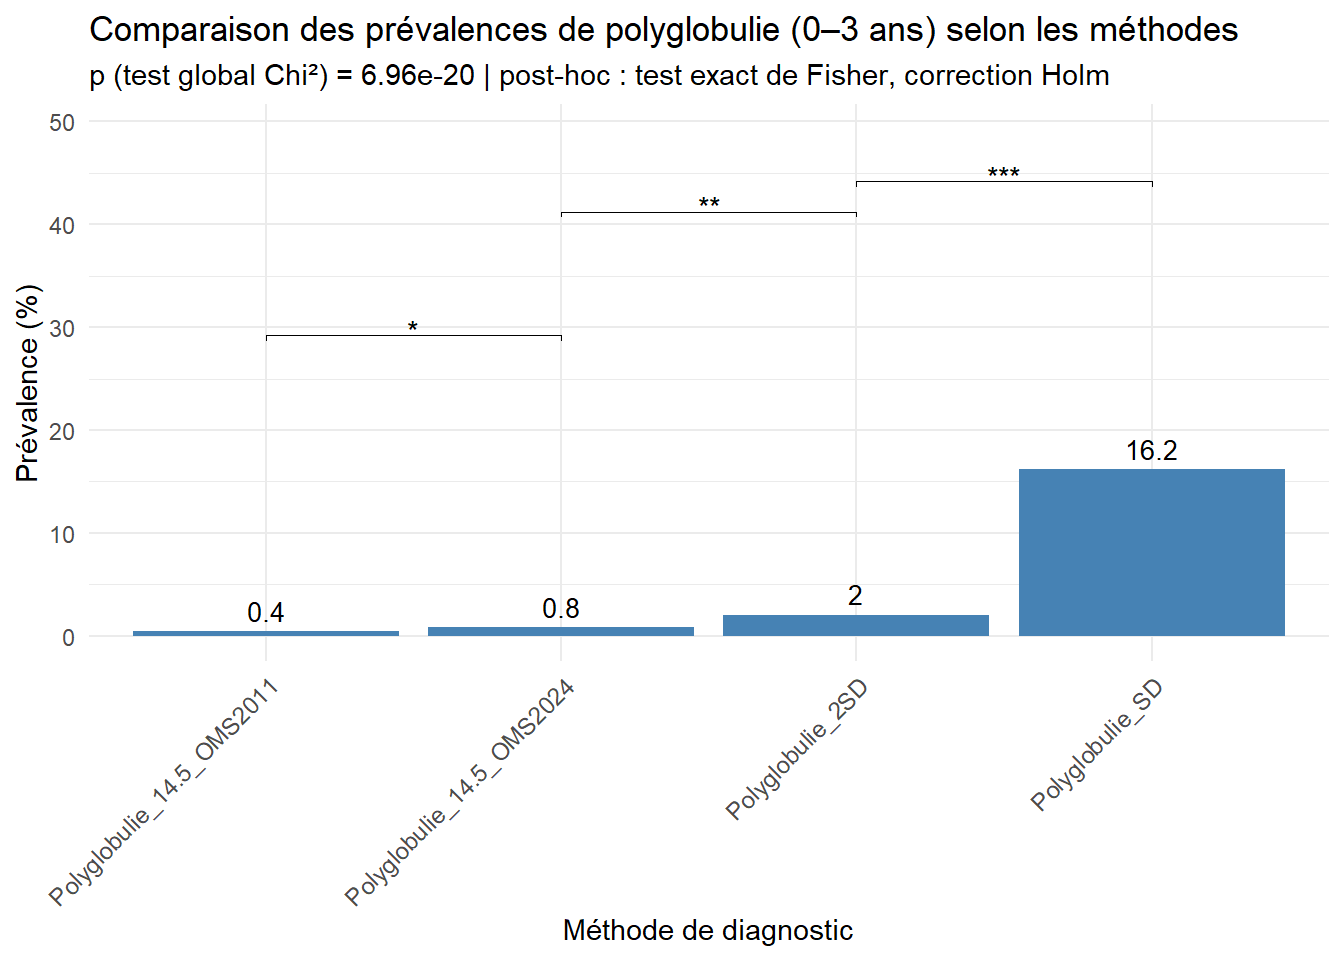 Comparaison des prévalences de polyglobulie (0–3 ans) selon les méthodes
p (test global Chi²) = 6.96e-20 | post-hoc : test exact de Fisher, correction Holm
Prévalence (%)
50
40
30
20
10
0
***
**
*
0.4
0.8
2
16.2
Polyglobulie_14.5_OMS2011
Polyglobulie_14.5_OMS2024
Polyglobulie_2SD
Polyglobulie_SD
Méthode de diagnostic